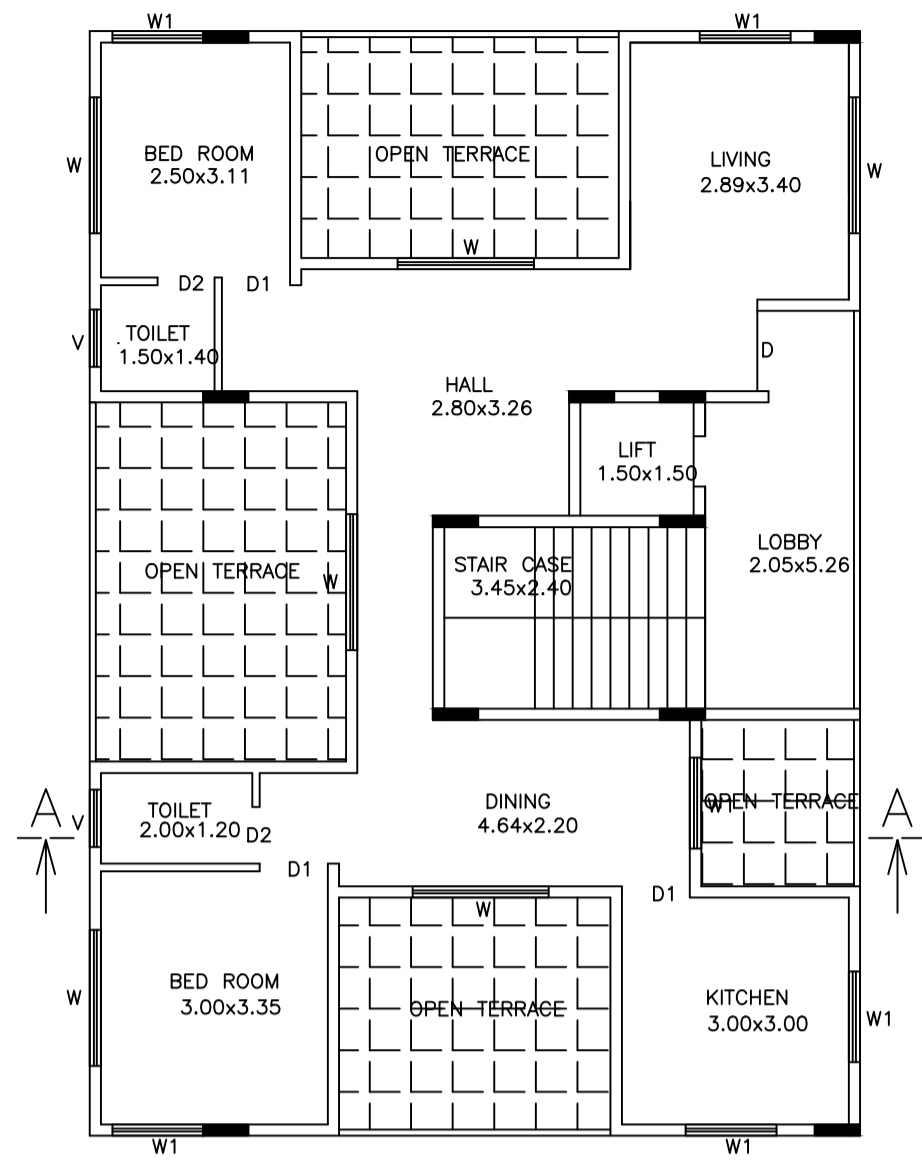 W1
W1
BED ROOM
2.50x3.11
OPEN TERRACE
LIVING
2.89x3.40
W
W
W
D2
D1
TOILET
1.50x1.40
V
D
HALL
2.80x3.26
LIFT
1.50x1.50
LOBBY
2.05x5.26
STAIR CASE
3.45x2.40
OPEN TERRACE
W
A
V
TOILET
2.00x1.20
D2
DINING
4.64x2.20
W1
OPEN TERRACE
A
D1
D1
W
BED ROOM
3.00x3.35
W
OPEN TERRACE
KITCHEN
3.00x3.00
W1
W1
W1